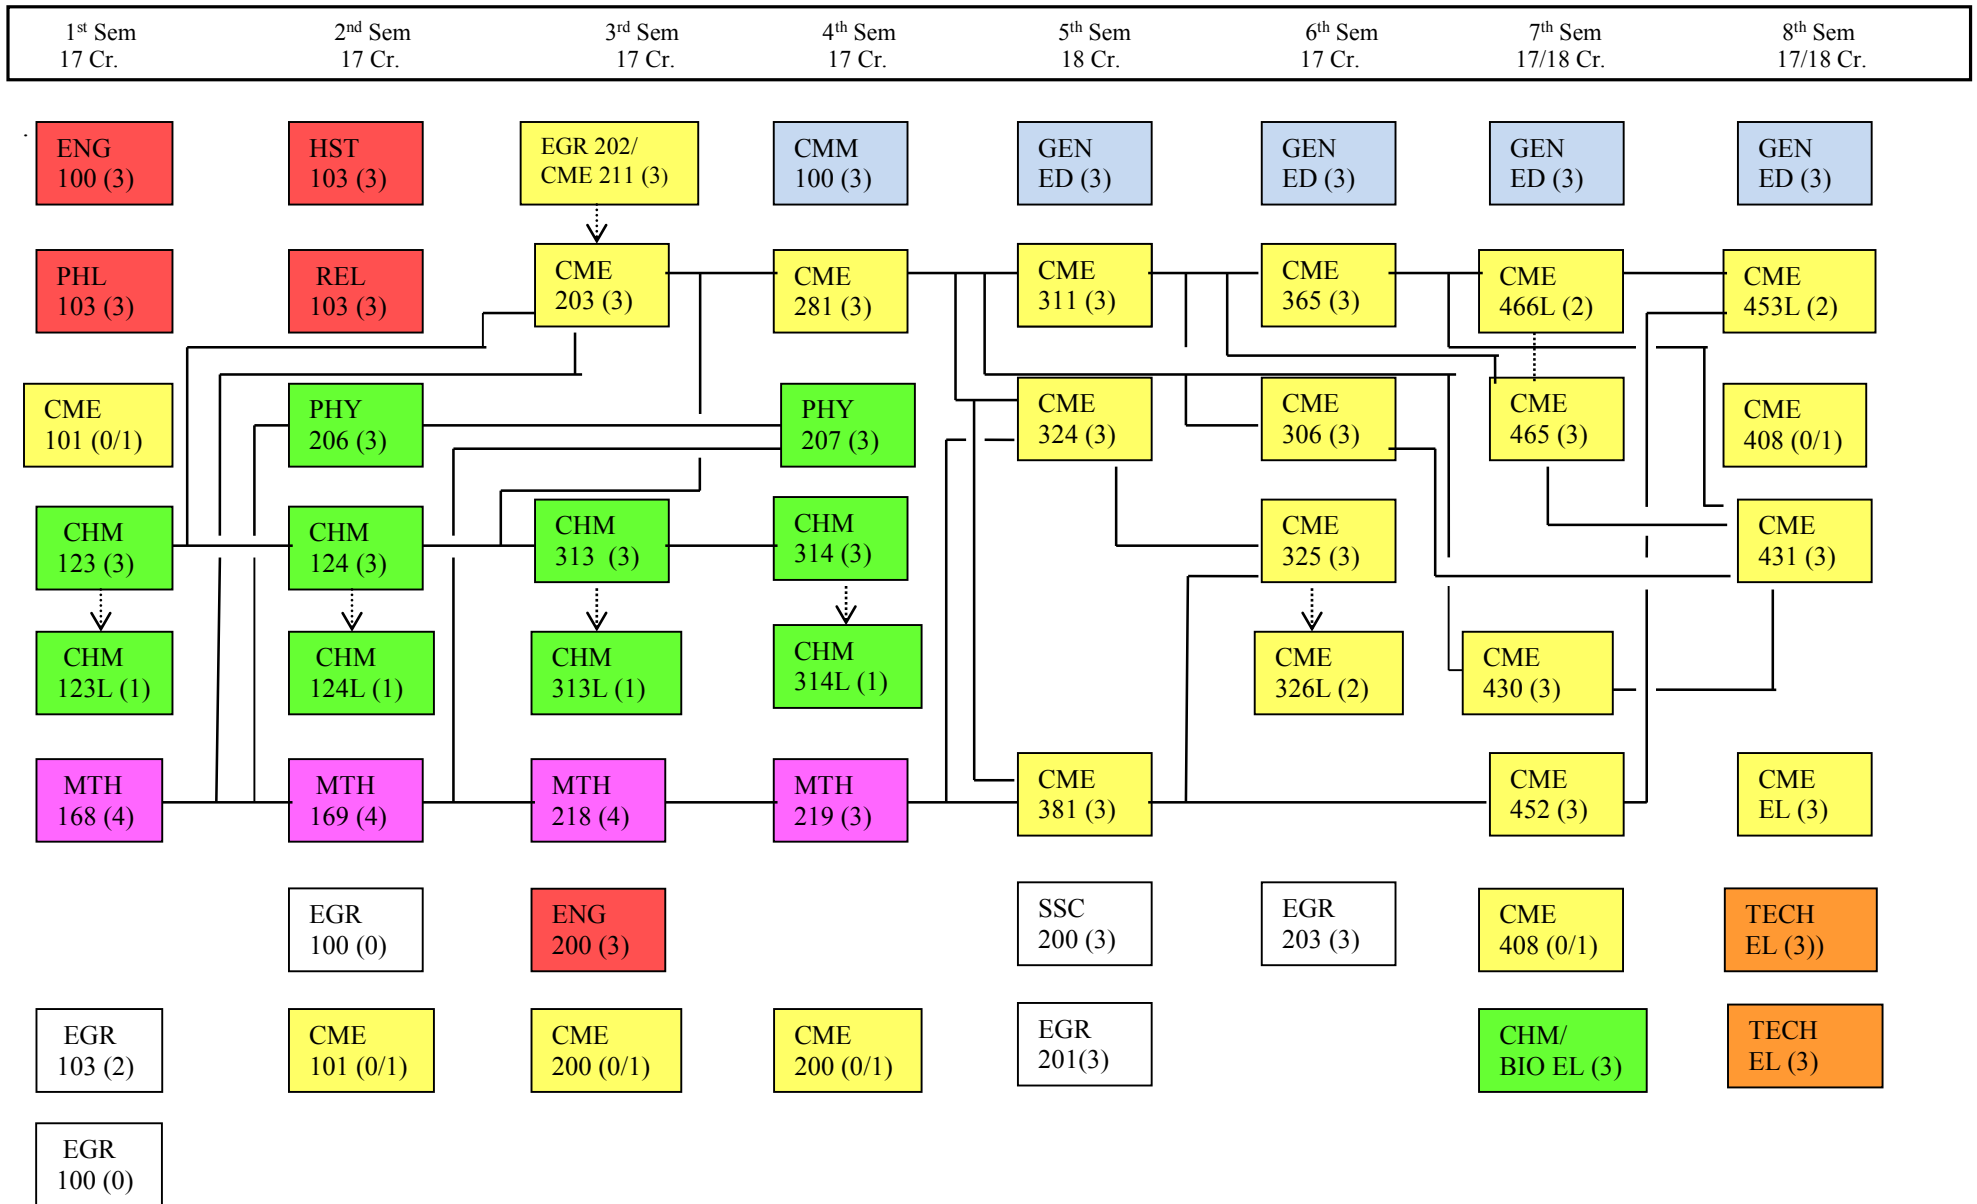 1st Sem
17 Cr.
2nd Sem
17 Cr.
3rd Sem
17 Cr.
4th Sem
17 Cr.
5th Sem
18 Cr.
6th Sem
17 Cr.
7th Sem
17/18 Cr.
8th Sem
17/18 Cr.
ENG
100 (3)
HST
103 (3)
EGR 202/
CME 211 (3)
CMM
100 (3)
GEN
ED (3)
GEN
ED (3)
GEN
ED (3)
GEN
ED (3)
PHL
103 (3)
REL
103 (3)
CME
203 (3)
CME
281 (3)
CME
311 (3)
CME
365 (3)
CME
466L (2)
CME
453L (2)
CME
101 (0/1)
PHY
206 (3)
PHY
207 (3)
CME
324 (3)
CME
306 (3)
CME
465 (3)
CME
408 (0/1)
CHM
123 (3)
CHM
124 (3)
CHM
313  (3)
CHM
314 (3)
CME
325 (3)
CME
431 (3)
CHM
123L (1)
CHM
124L (1)
CHM
313L (1)
CHM
314L (1)
CME
326L (2)
CME
430 (3)
MTH
168 (4)
MTH
169 (4)
MTH
218 (4)
MTH
219 (3)
CME
381 (3)
CME
452 (3)
CME
EL (3)
EGR
100 (0)
ENG
200 (3)
SSC
200 (3)
EGR
203 (3)
CME
408 (0/1)
TECH
EL (3))
EGR
103 (2)
CME
101 (0/1)
CME
200 (0/1)
CME
200 (0/1)
EGR
201(3)
CHM/
BIO EL (3)
TECH
EL (3)
EGR
100 (0)